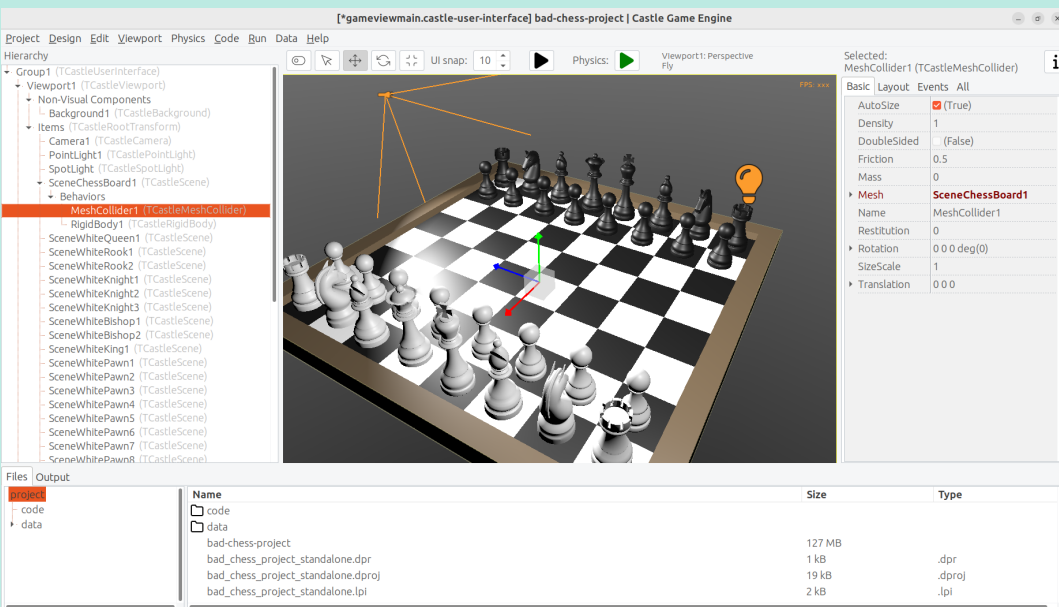 [*gameviewmain.castle-user-interface] bad-chess-project | Castle Game Engine
Project Design Edit Viewport Physics Code Run Data Help
Hierarchy
Group1 (TCastleUserInterface)
Viewport1 (TCastleViewport)
Non-Visual Components
Background1 (TCastleBackground)
Items (TCastleRootTransform)
Camera1 (TCastleCamera)
PointLight1 (TCastlePointLight)
SpotLight (TCastleSpotLight)
SceneChessBoard1 (TCastleScene)
Behaviors
MeshCollider1 (TCastleMeshCollider)
RigidBody1 (TCastleRigidBody)
SceneWhiteQueen1 (TCastleScene)
SceneWhiteRook1 (TCastleScene)
SceneWhiteRook2 (TCastleScene)
SceneWhiteKnight1 (TCastleScene)
SceneWhiteKnight2 (TCastleScene)
SceneWhiteKnight3 (TCastleScene)
SceneWhiteBishop1 (TCastleScene)
SceneWhiteBishop2 (TCastleScene)
SceneWhiteKing1 (TCastleScene)
SceneWhitePawn1 (TCastleScene)
SceneWhitePawn2 (TCastleScene)
SceneWhitePawn3 (TCastleScene)
SceneWhitePawn4 (TCastleScene)
SceneWhitePawn5 (TCastleScene)
SceneWhitePawn6 (TCastleScene)
SceneWhitePawn7 (TCastleScene)
SceneWhitePawn8 (TCastleScene)
UI snap: 10 Physics:
Viewport1: Perspective
Fly
FPS: xxx
Selected:
MeshCollider1 (TCastleMeshCollider)
i
Basic Layout Events All
AutoSize (True)
Density 1
DoubleSided (False)
Friction 0.5
Mass 0
Mesh SceneChessBoard1
Name MeshCollider1
Restitution 0
Rotation 0 0 0 deg(0)
SizeScale 1
Translation 0 0 0
Files Output
project
code
data
Name Size Type
code
data
bad-chess-project 127 MB
bad_chess_project_standalone.dpr 1 kB .dpr
bad_chess_project_standalone.dproj 19 kB .dproj
bad_chess_project_standalone.lpi 2 kB .lpi